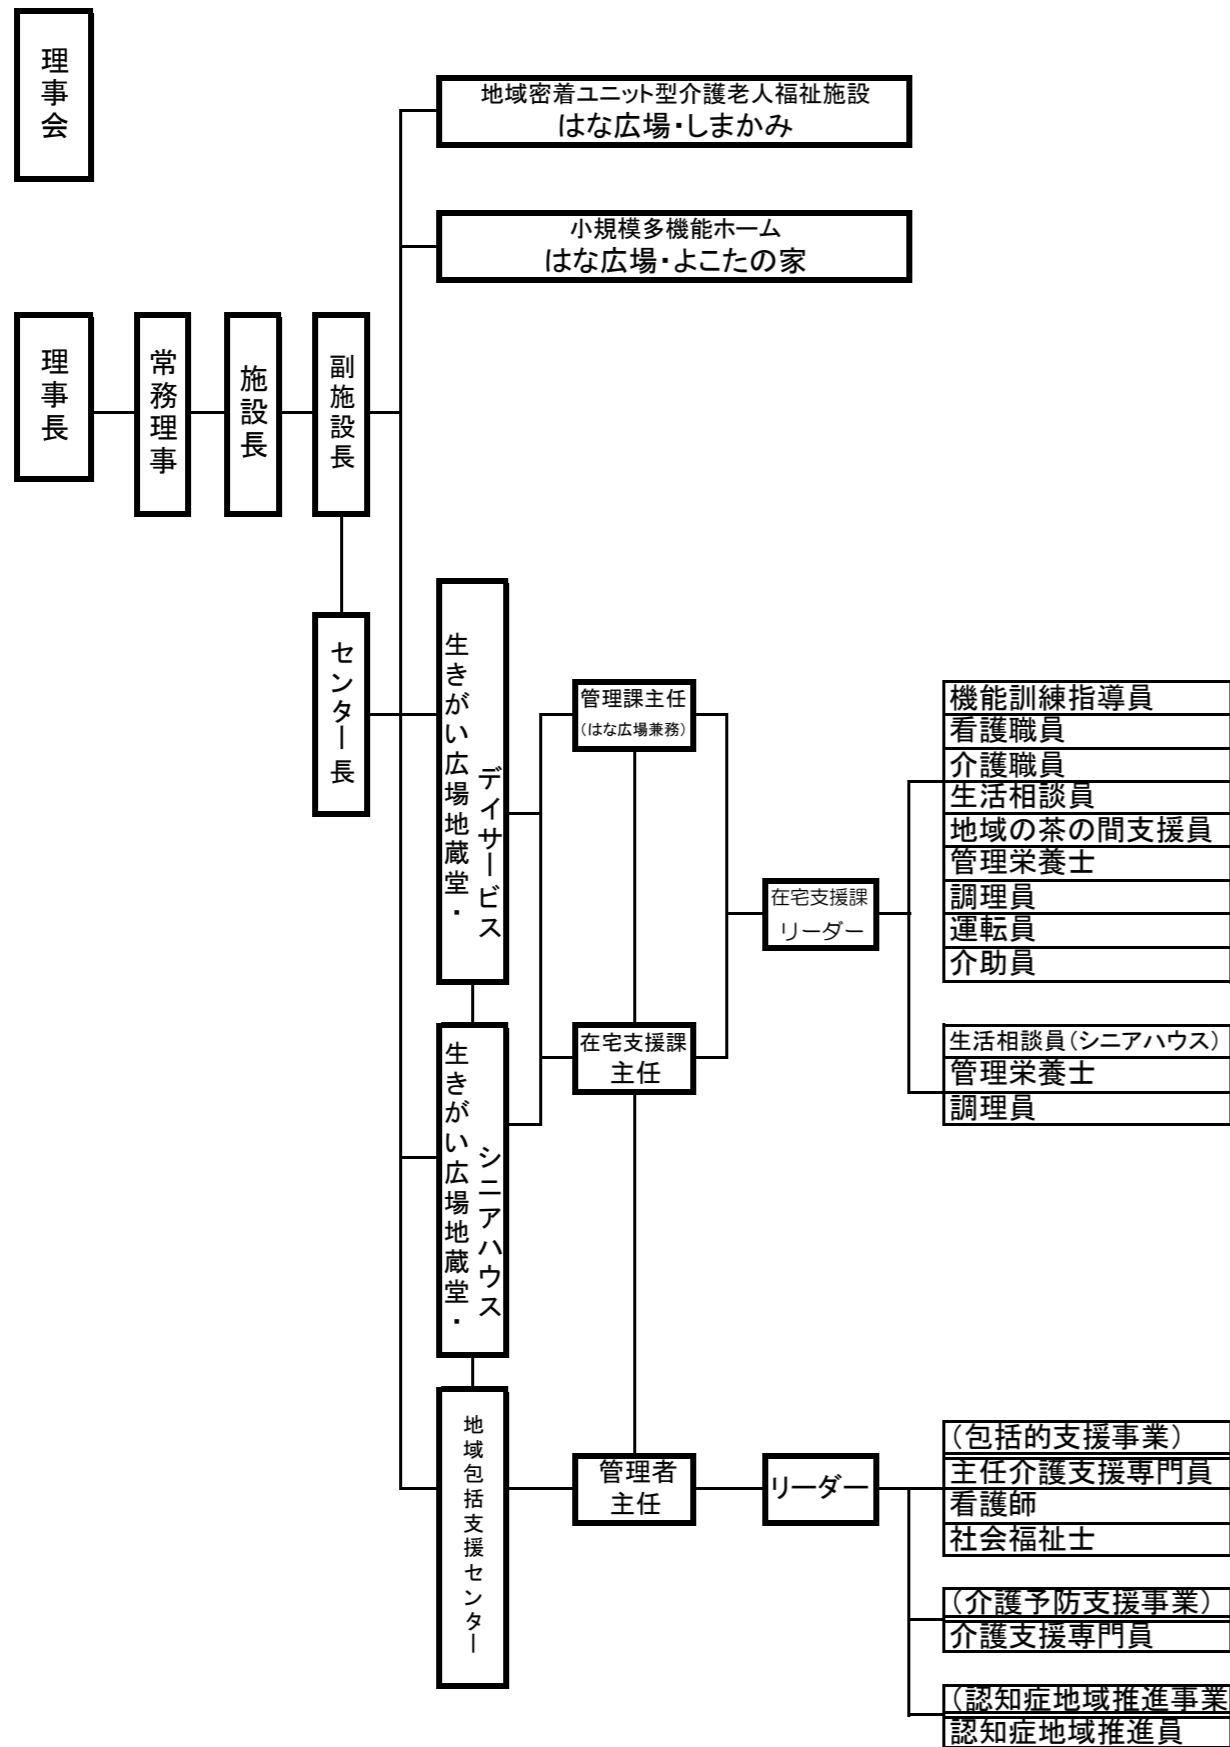 理事会
地域密着ユニット型介護老人福祉施設
はな広場・しまかみ
小規模多機能ホーム
はな広場・よこたの家
理事長
常務理事
施設長
副施設長
センター長
生きがい広場地蔵堂・
デイサービス
管理課主任
(はな広場兼務)
在宅支援課
リーダー
機能訓練指導員
看護職員
介護職員
生活相談員
地域の茶の間支援員
管理栄養士
調理員
運転員
介助員
生きがい広場地蔵堂・
シニアハウス
在宅支援課
主任
生活相談員(シニアハウス)
管理栄養士
調理員
地域包括支援センター
管理者
主任
リーダー
(包括的支援事業)
主任介護支援専門員
看護師
社会福祉士
(介護予防支援事業)
介護支援専門員
(認知症地域推進事業
認知症地域推進員